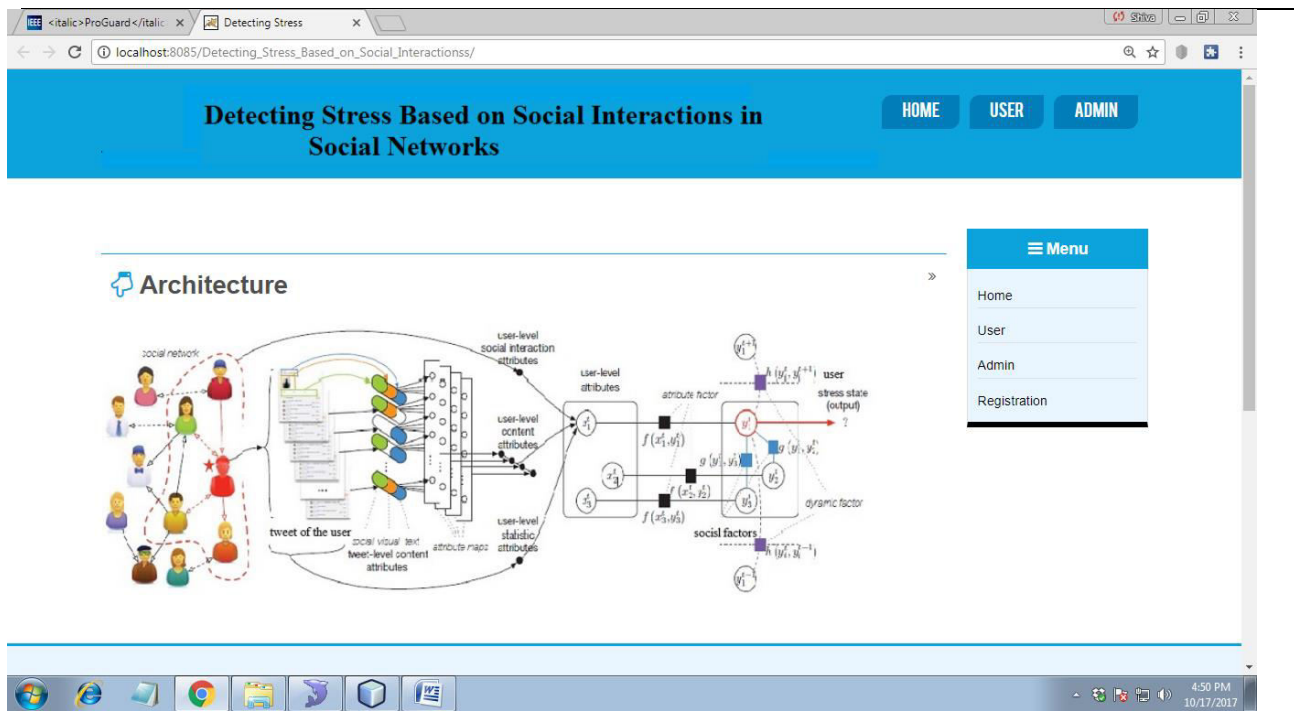 IEEE <italic>ProGuard</italic
Detecting Stress
Shiva
localhost:8085/Detecting_Stress_Based_on_Social_Interactionss/
Detecting Stress Based on Social Interactions in
Social Networks
HOME USER ADMIN
Menu
Home
User
Admin
Registration
Architecture
»
social network
tweet of the user
social visual text
tweet-level content
attributes
attribute maps
user-level
social interaction
attributes
user-level
content
attributes
user-level
statistic
attributes
user-level
attributes
attribute factor
user
stress state
(output)
?
dynamic factor
socisl factors
4:50 PM
10/17/2017